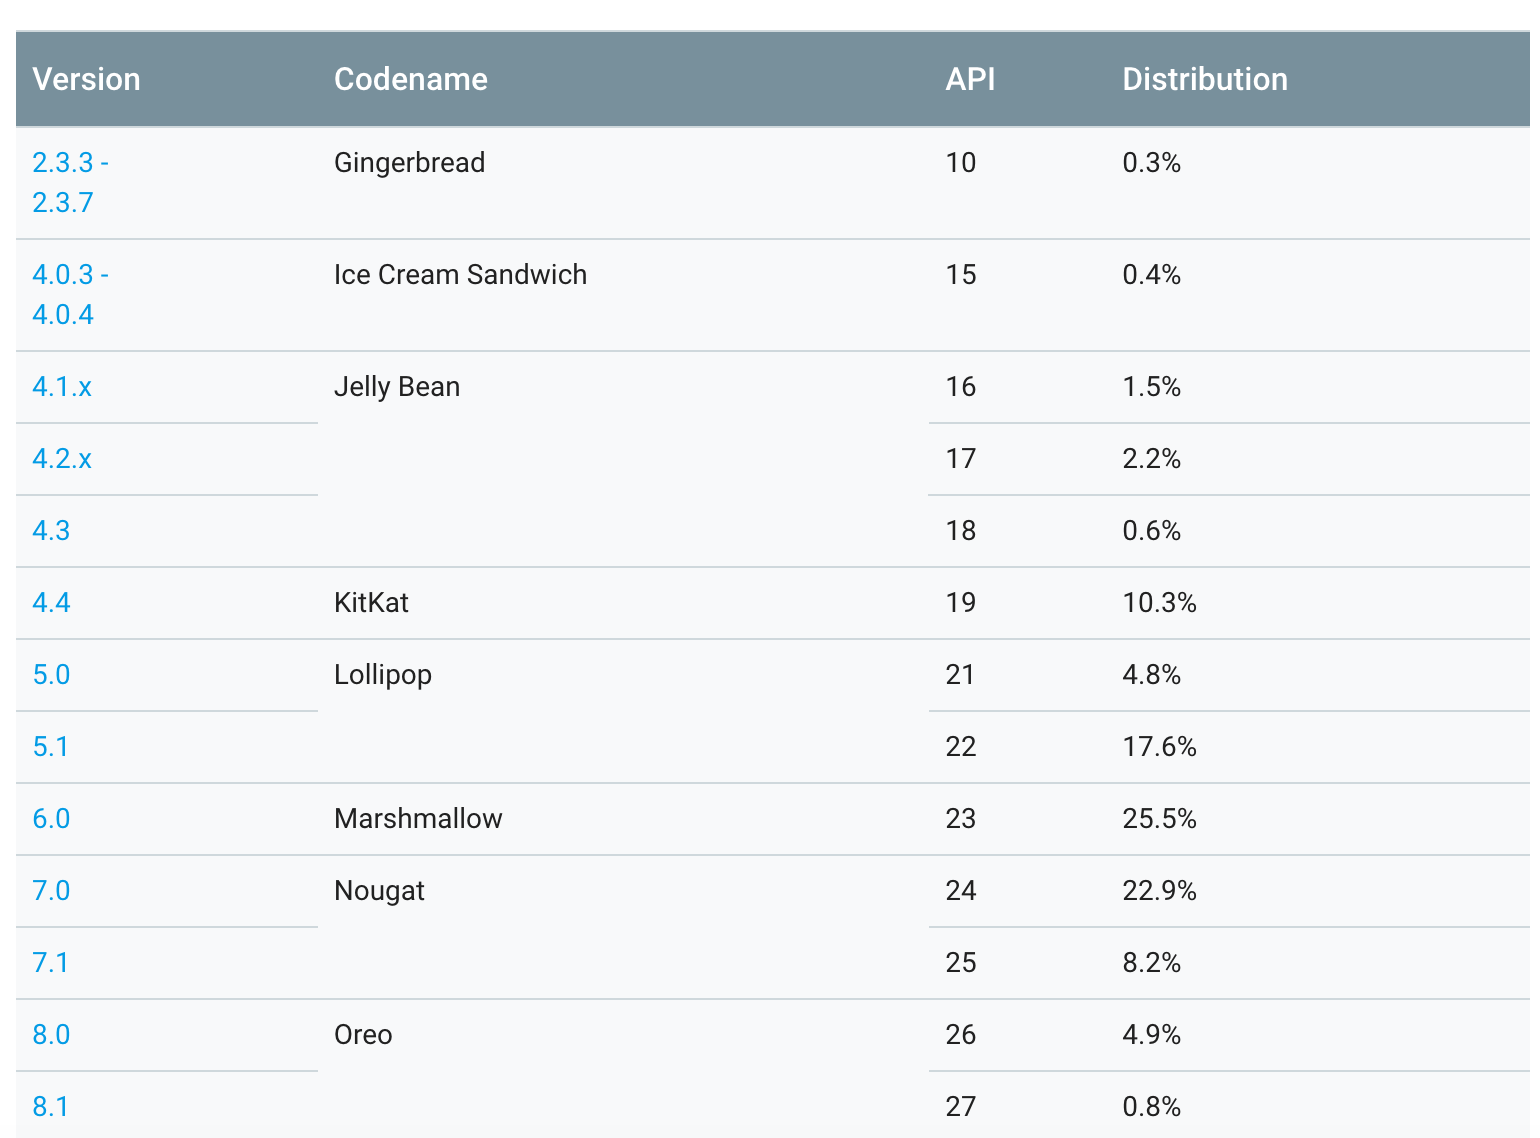 Version Codename API Distribution
2.3.3 - Gingerbread 10 0.3%
2.3.7
4.0.3 - Ice Cream Sandwich 15 0.4%
4.0.4
4.1.x Jelly Bean 16 1.5%
4.2.x 17 2.2%
4.3 18 0.6%
4.4 KitKat 19 10.3%
5.0 Lollipop 21 4.8%
5.1 22 17.6%
6.0 Marshmallow 23 25.5%
7.0 Nougat 24 22.9%
7.1 25 8.2%
8.0 Oreo 26 4.9%
8.1 27 0.8%